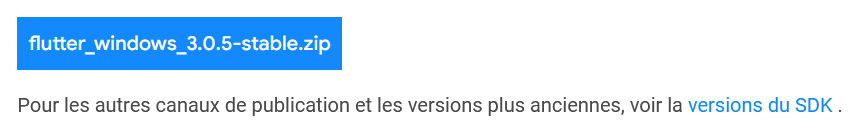 flutter_windows_3.0.5-stable.zip
Pour les autres canaux de publication et les versions plus anciennes, voir la versions du SDK .